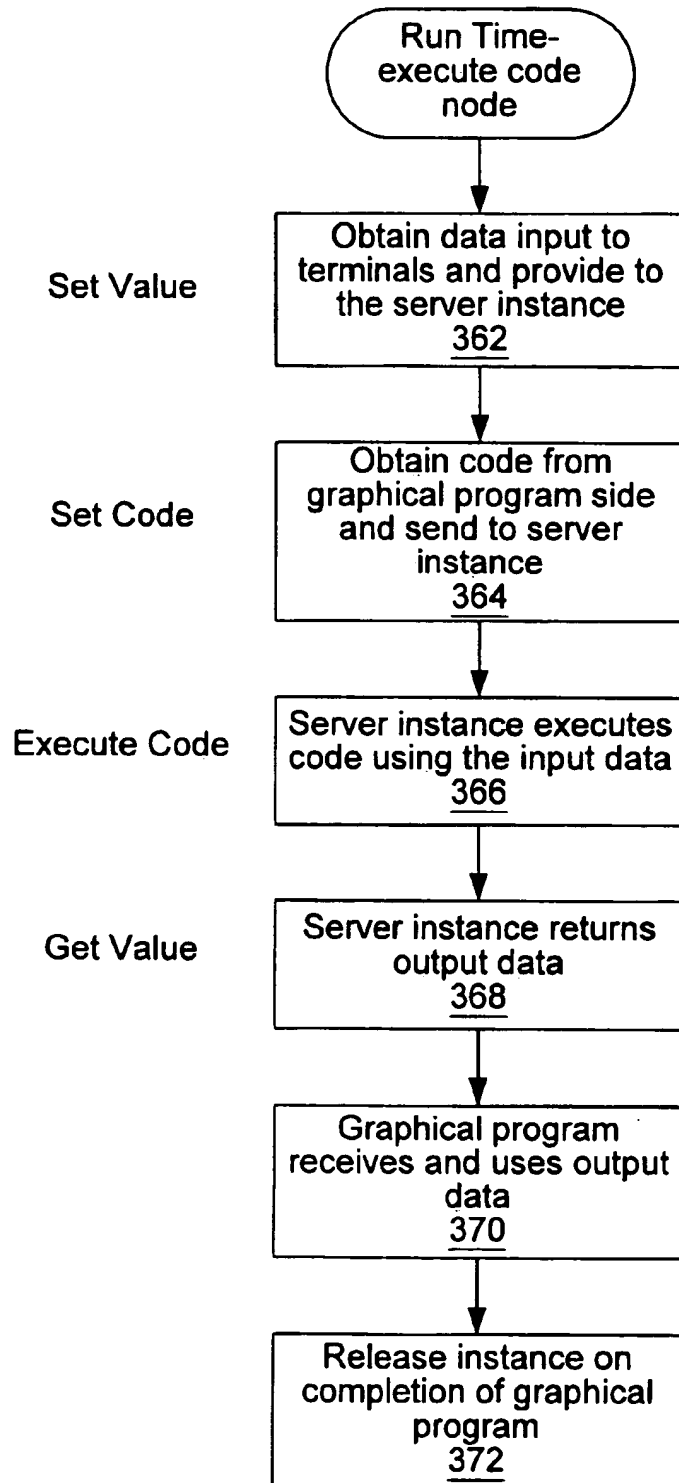 Run Time-
execute code
node
Set Value
Obtain data input to
terminals and provide to
the server instance
362
Set Code
Obtain code from
graphical program side
and send to server
instance
364
Execute Code
Server instance executes
code using the input data
366
Get Value
Server instance returns
output data
368
Graphical program
receives and uses output
data
370
Release instance on
completion of graphical
program
372